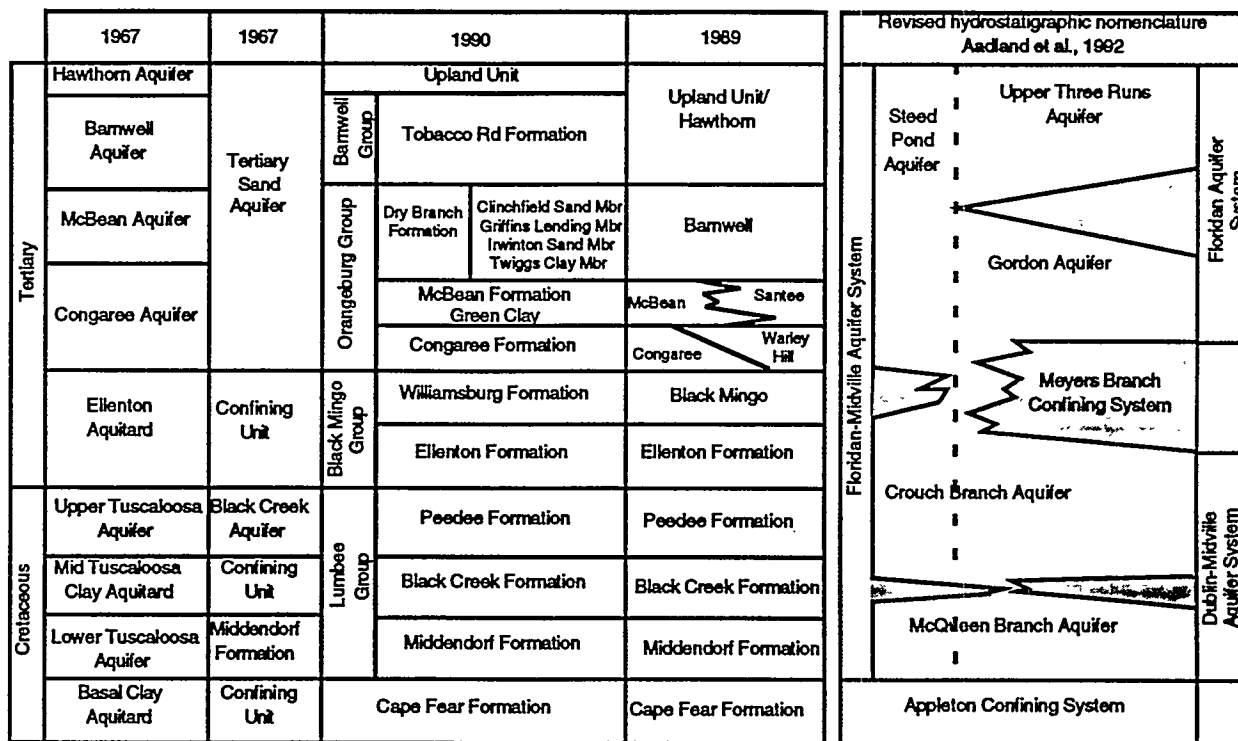 1967
1967
1990
1989
Revised hydrostatigraphic nomenclature
Aadland et al., 1992
Tertiary
Cretaceous
Hawthorn Aquifer
Barnwell
Aquifer
McBean Aquifer
Congaree Aquifer
Ellenton
Aquitard
Upper Tuscaloosa
Aquifer
Mid Tuscaloosa
Clay Aquitard
Lower Tuscaloosa
Aquifer
Basal Clay
Aquitard
Tertiary
Sand
Aquifer
Confining
Unit
Black Creek
Aquifer
Confining
Unit
Middendorf
Formation
Confining
Unit
Upland Unit
Barnwell
Group
Tobacco Rd Formation
Orangeburg Group
Dry Branch
Formation
Clinchfield Sand Mbr
Griffins Lending Mbr
Irwinton Sand Mbr
Twiggs Clay Mbr
McBean Formation
Green Clay
Congaree Formation
Black Mingo
Group
Williamsburg Formation
Ellenton Formation
Lumbee
Group
Peedee Formation
Black Creek Formation
Middendorf Formation
Cape Fear Formation
Upland Unit/
Hawthorn
Barnwell
McBean
Santee
Congaree
Warley
Hill
Black Mingo
Ellenton Formation
Peedee Formation
Black Creek Formation
Middendorf Formation
Cape Fear Formation
Floridan-Midville Aquifer System
Steed
Pond
Aquifer
Upper Three Runs
Aquifer
Gordon Aquifer
Meyers Branch
Confining System
Crouch Branch Aquifer
McQueen Branch Aquifer
Appleton Confining System
Floridan Aquifer
System
Dublin-Midville
Aquifer System